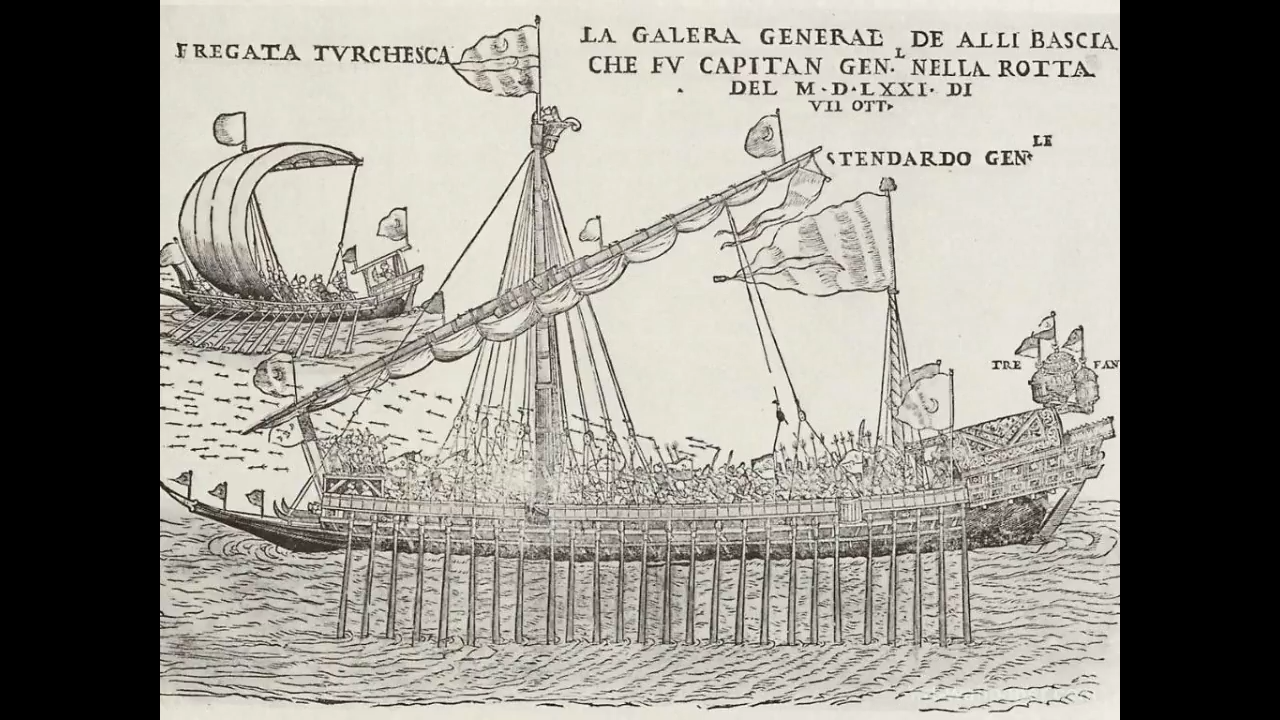 FREGATA TVRCHESCA
LA GALERA GENERAL DE ALLI BASCIA
CHE FV CAPITAN GEN.L NELLA ROTTA
DEL M·D·LXXI· DI
VII OTT
STENDARDO GEN LE
TRE FAN